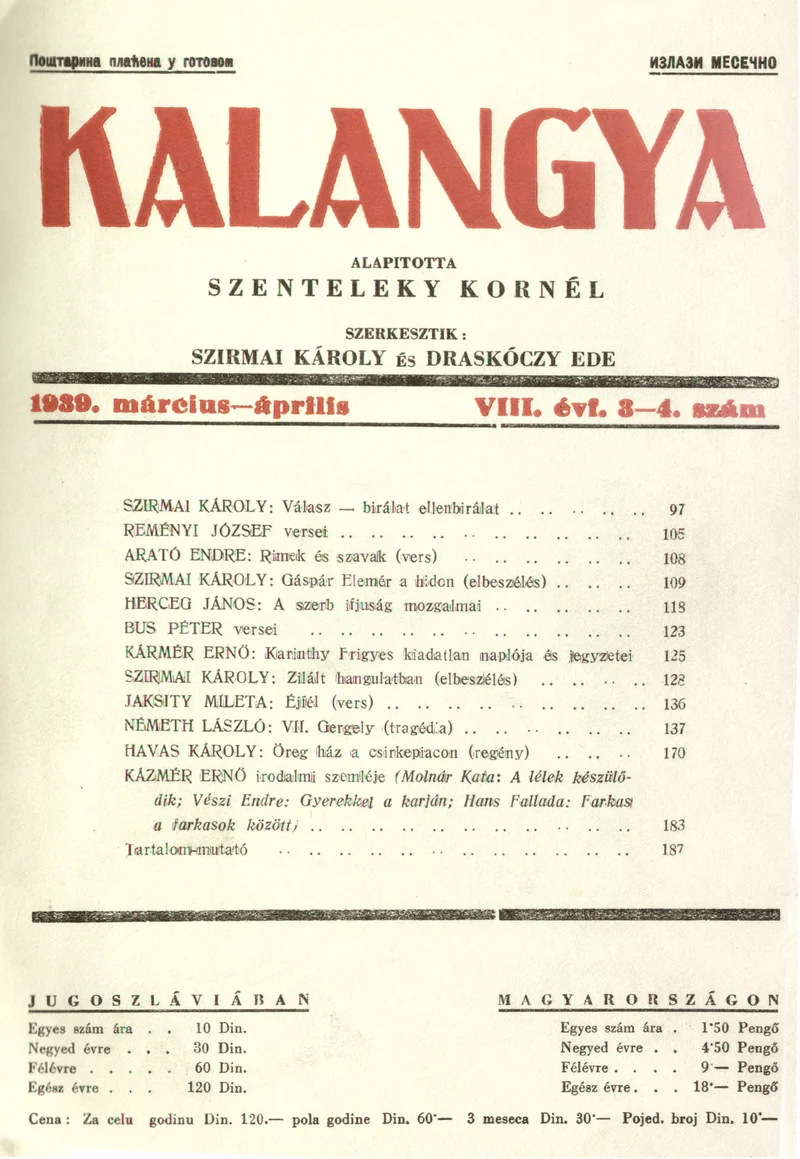 Поштарина плаћена у готовом
ИЗЛАЗИ МЕСЕЧНО
KALANGYA
ALAPITOTTA
SZENTELEKY KORNÉL
SZERKESZTIK:
SZIRMAI KÁROLY és DRASKÓCZY EDE
1939. március—április VIII. évf. 3—4. szám
SZIRMAI KÁROLY: Válasz — birálat ellenbirálat . . . . . . . . . . 97
REMÉNYI JÓZSEF versei . . . . . . . . . . . . . . . . . . . . 105
ARATÓ ENDRE: Rimek és szavak (vers) . . . . . . . . . . . . 108
SZIRMAI KÁROLY: Gáspár Elemér a hidon (elbeszélés) . . . . . . 109
HERCEG JÁNOS: A szerb ifjuság mozgalmai . . . . . . . . . . 118
BUS PÉTER versei . . . . . . . . . . . . . . . . . . . . 123
KÁRMÉR ERNŐ: Karinthy Frigyes kiadatlan naplója és jegyzetei 125
SZIRMAI KÁROLY: Zilált hangulatban (elbeszélés) . . . . . . . . 128
JAKSITY MILETA: Éjfél (vers) . . . . . . . . . . . . . . . . 136
NÉMETH LÁSZLÓ: VII. Gergely (tragédia) . . . . . . . . . . . . 137
HAVAS KÁROLY: Öreg ház a csirkepiacon (regény) . . . . . . 170
KÁZMÉR ERNŐ irodalmi szemléje (Molnár Kata: A lélek készülő-
dik; Vészi Endre: Gyerekkel a karján; Hans Fallada: Farkas
a farkasok között) . . . . . . . . . . . . . . . . . . . . 183
Tartalom-mutató . . . . . . . . . . . . . . . . . . . . 187
JUGOSZLÁVIÁBAN
Egyes szám ára . . 10 Din.
Negyed évre . . . 30 Din.
Félévre . . . . . 60 Din.
Egész évre . . . 120 Din.
MAGYARORSZÁGON
Egyes szám ára . 1·50 Pengő
Negyed évre . . 4·50 Pengő
Félévre . . . . 9·— Pengő
Egész évre . . . 18·— Pengő
Cena : Za celu godinu Din. 120.— pola godine Din. 60·— 3 meseca Din. 30·— Pojed. broj Din. 10·—